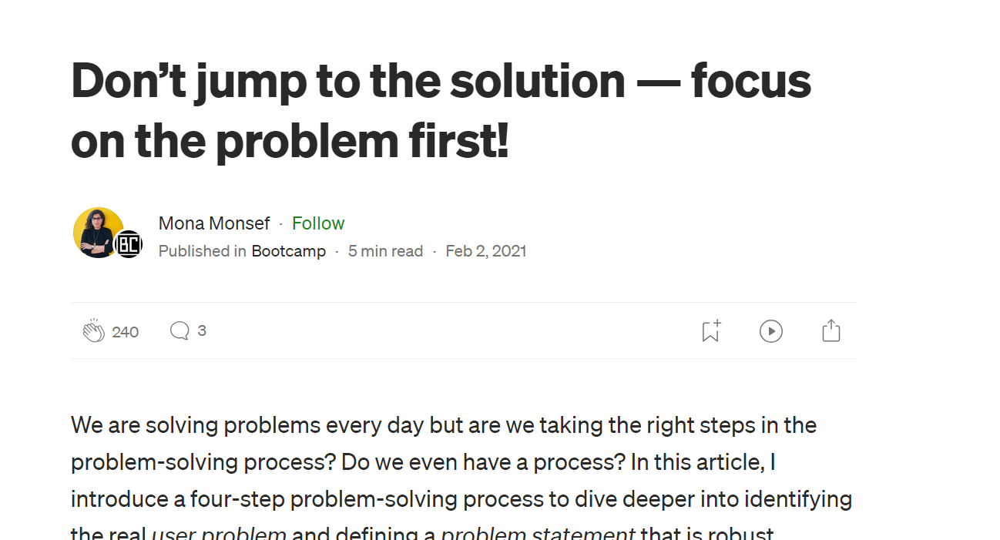 Don’t jump to the solution — focus
on the problem first!
Mona Monsef · Follow
Published in Bootcamp · 5 min read · Feb 2, 2021
BC
240
3
We are solving problems every day but are we taking the right steps in the
problem-solving process? Do we even have a process? In this article, I
introduce a four-step problem-solving process to dive deeper into identifying
the real user problem and defining a problem statement that is robust